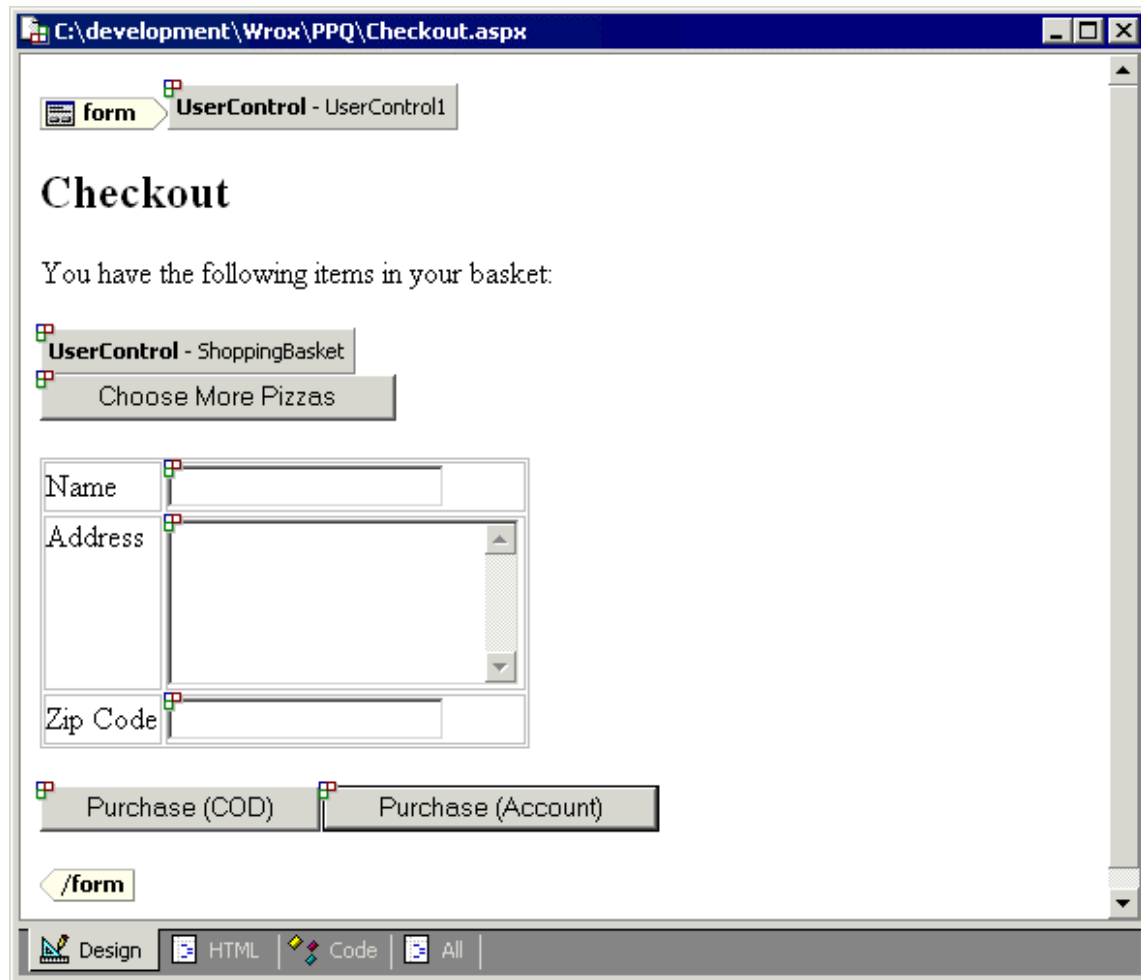 C:\development\Wrox\PPQ\Checkout.aspx
form UserControl - UserControl1
Checkout
You have the following items in your basket:
UserControl - ShoppingBasket
Choose More Pizzas
Name
Address
Zip Code
Purchase (COD) Purchase (Account)
/form
Design HTML Code All